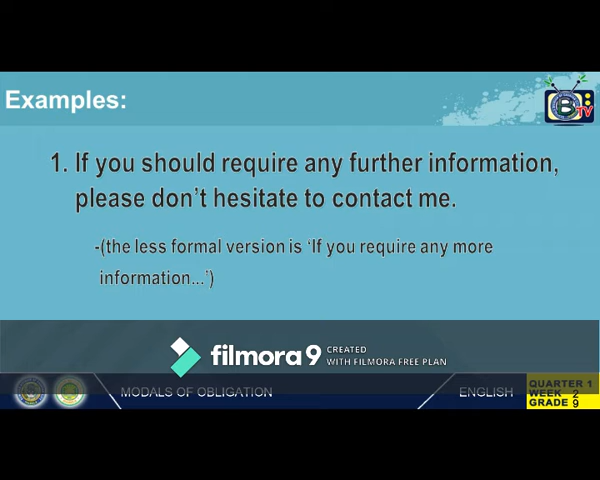 Examples:
B
TV
1. If you should require any further information,
please don't hesitate to contact me.
-(the less formal version is 'If you require any more
information...')
filmora 9 CREATED
WITH FILMORA FREE PLAN
MODALS OF OBLIGATION
ENGLISH
QUARTER 1
WEEK 2
GRADE 9